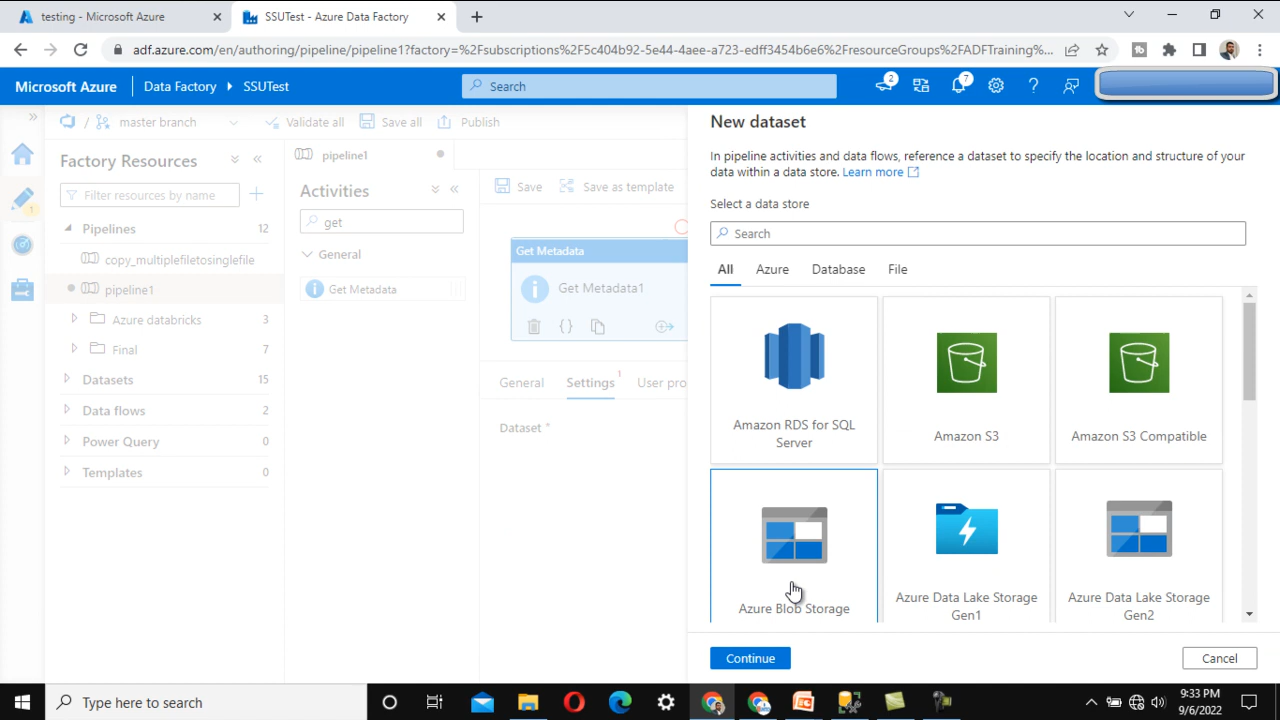 testing - Microsoft Azure
SSUTest - Azure Data Factory
adf.azure.com/en/authoring/pipeline/pipeline1?factory=%2Fsubscriptions%2F5c404b92-5e44-4aee-a723-edff3454b6e6%2FresourceGroups%2FADFTraining%...
Microsoft Azure
Data Factory
SSUTest
Search
2
7
master branch
Validate all
Save all
Publish
Factory Resources
Filter resources by name
Pipelines
12
copy_multiplefiletosinglefile
pipeline1
Azure databricks
3
Final
7
Datasets
15
Data flows
2
Power Query
0
Templates
0
1
pipeline1
Activities
get
General
Get Metadata
Save
Save as template
Get Metadata
Get Metadata1
General
Settings
1
User pro
Dataset *
New dataset
In pipeline activities and data flows, reference a dataset to specify the location and structure of your
data within a data store. Learn more
Select a data store
Search
All
Azure
Database
File
Amazon RDS for SQL
Server
Amazon S3
Amazon S3 Compatible
Azure Blob Storage
Azure Data Lake Storage
Gen1
Azure Data Lake Storage
Gen2
Continue
Cancel
Type here to search
9:33 PM
9/6/2022